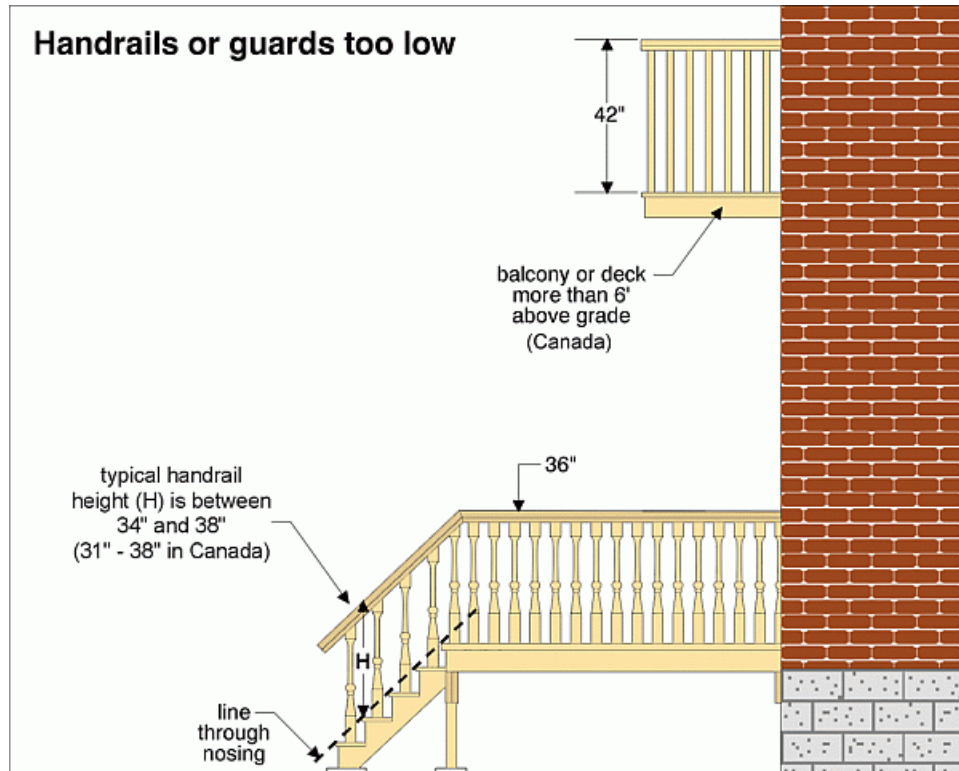 Handrails or guards too low
42"
balcony or deck
more than 6'
above grade
(Canada)
36"
typical handrail
height (H) is between
34" and 38"
(31" - 38" in Canada)
H
line
through
nosing